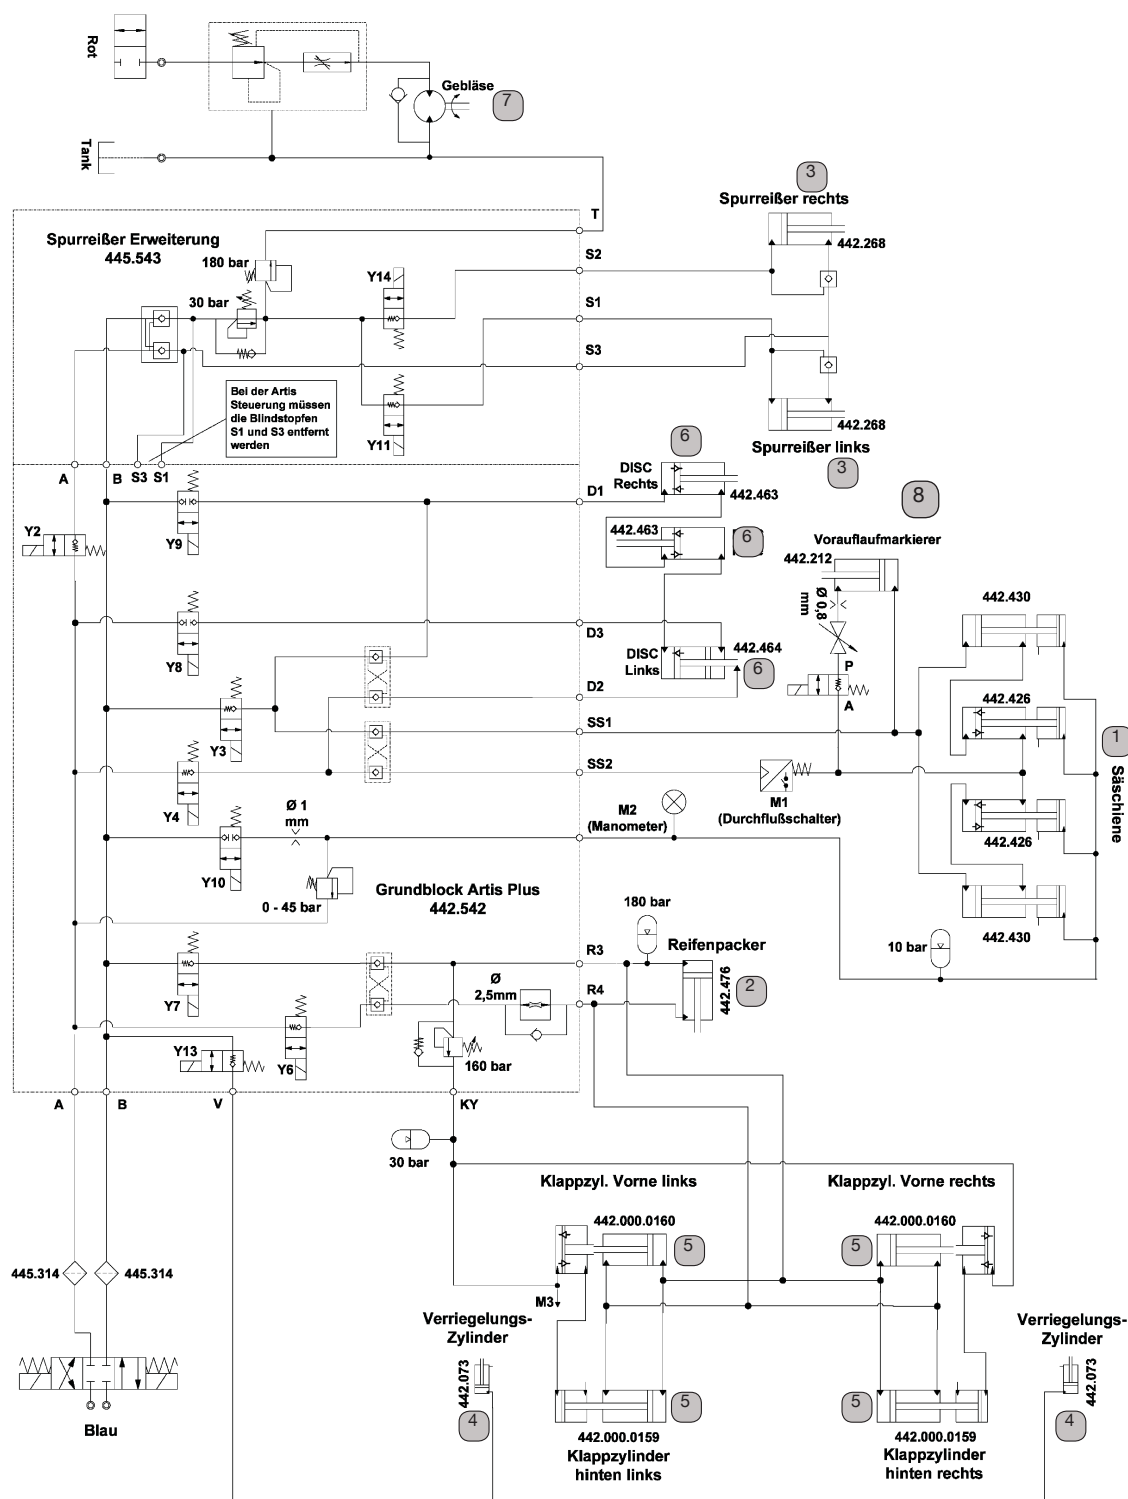 Rot
Gebläse
7
Tank
T
3
Spurreißer rechts
Spurreißer Erweiterung
445.543
442.268
S2
180 bar
Y14
30 bar
S1
S3
Bei der Artis
Steuerung müssen
die Blindstopfen
S1 und S3 entfernt
werden
Y11
442.268
Spurreißer links
3
A
B
S3
S1
6
DISC
Rechts
442.463
D1
8
Y2
Y9
442.463
6
Vorauflaufmarkierer
442.212
Ø 0,8
mm
442.430
D3
Y8
442.464
DISC
Links
6
P
D2
A
442.426
Y3
SS1
1
Säschiene
SS2
Y4
Ø 1
mm
M2
(Manometer)
M1
(Durchflußschalter)
442.426
Y10
Grundblock Artis Plus
442.542
0 - 45 bar
180 bar
442.430
Reifenpacker
10 bar
R3
Ø
2,5mm
442.476
2
R4
Y7
Y13
Y6
160 bar
A
B
V
KY
30 bar
Klappzyl. Vorne links
Klappzyl. Vorne rechts
442.000.0160
442.000.0160
5
5
445.314
445.314
M3
Verriegelungs-
Zylinder
Verriegelungs-
Zylinder
442.073
442.073
5
5
4
4
Blau
442.000.0159
442.000.0159
Klappzylinder
hinten links
Klappzylinder
hinten rechts